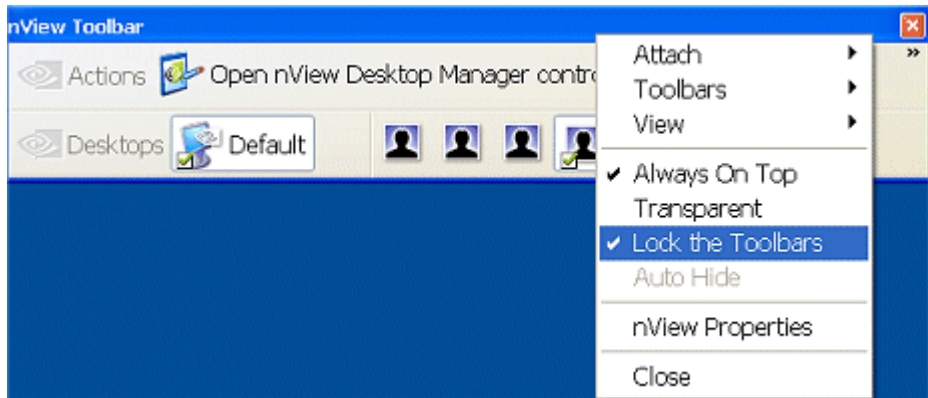 nView Toolbar
Actions Open nView Desktop Manager contr
Desktops Default
Attach
Toolbars
View
Always On Top
Transparent
Lock the Toolbars
Auto Hide
nView Properties
Close